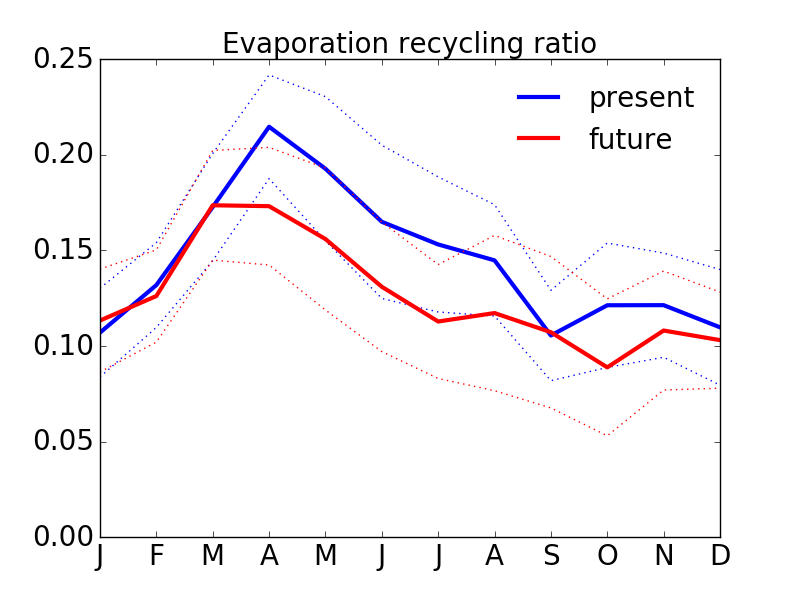 Evaporation recycling ratio
0.25
0.20
0.15
0.10
0.05
0.00
present
future
J F M A M J J A S O N D